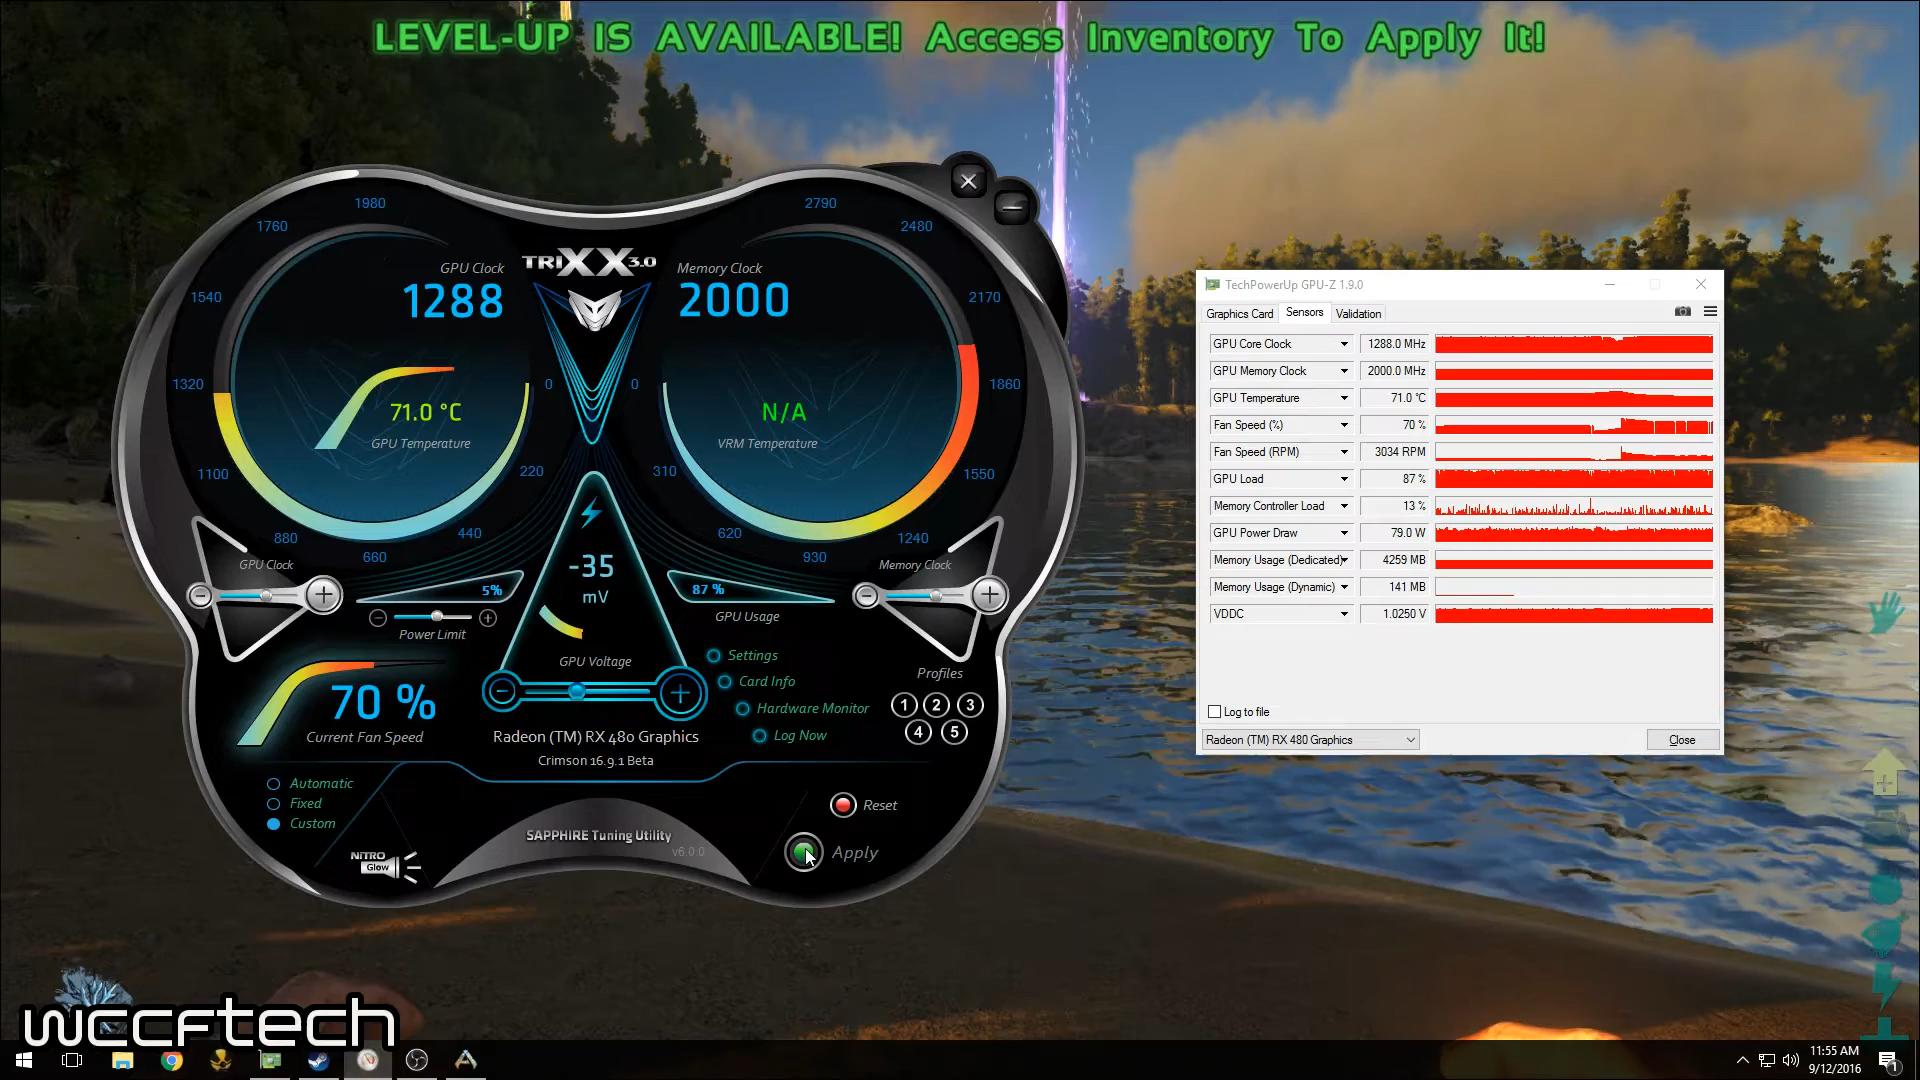 LEVEL-UP IS AVAILABLE! Access Inventory To Apply It!
1980
1760
1540
1320
1100
880
660
440
220
0
GPU Clock
1288
71.0 °C
GPU Temperature
TRIXX 3.0
2790
2480
2170
1860
1550
1240
930
620
310
0
Memory Clock
2000
N/A
VRM Temperature
GPU Clock
Memory Clock
5%
Power Limit
-35
mV
GPU Voltage
87 %
GPU Usage
Settings
Card Info
Hardware Monitor
Log Now
Profiles
1 2 3
4 5
70 %
Current Fan Speed
Radeon (TM) RX 480 Graphics
Crimson 16.9.1 Beta
Automatic
Fixed
Custom
NITRO
Glow
SAPPHIRE Tuning Utility
v6.0.0
Reset
Apply
TechPowerUp GPU-Z 1.9.0
Graphics Card Sensors Validation
GPU Core Clock 1288.0 MHz
GPU Memory Clock 2000.0 MHz
GPU Temperature 71.0 °C
Fan Speed (%) 70 %
Fan Speed (RPM) 3034 RPM
GPU Load 87 %
Memory Controller Load 13 %
GPU Power Draw 79.0 W
Memory Usage (Dedicated) 4259 MB
Memory Usage (Dynamic) 141 MB
VDDC 1.0250 V
Log to file
Radeon (TM) RX 480 Graphics
Close
wccftech
11:55 AM
9/12/2016
1